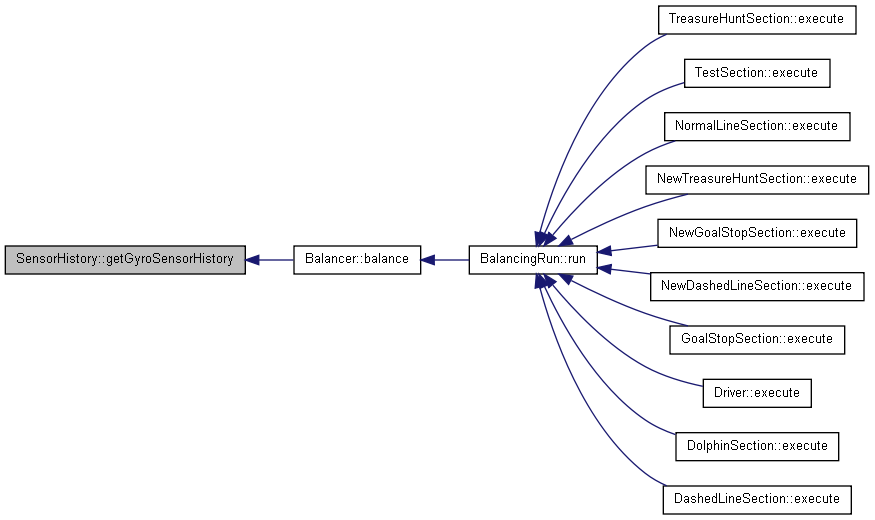 TreasureHuntSection::execute
TestSection::execute
NormalLineSection::execute
NewTreasureHuntSection::execute
NewGoalStopSection::execute
SensorHistory::getGyroSensorHistory
Balancer::balance
BalancingRun::run
NewDashedLineSection::execute
GoalStopSection::execute
Driver::execute
DolphinSection::execute
DashedLineSection::execute